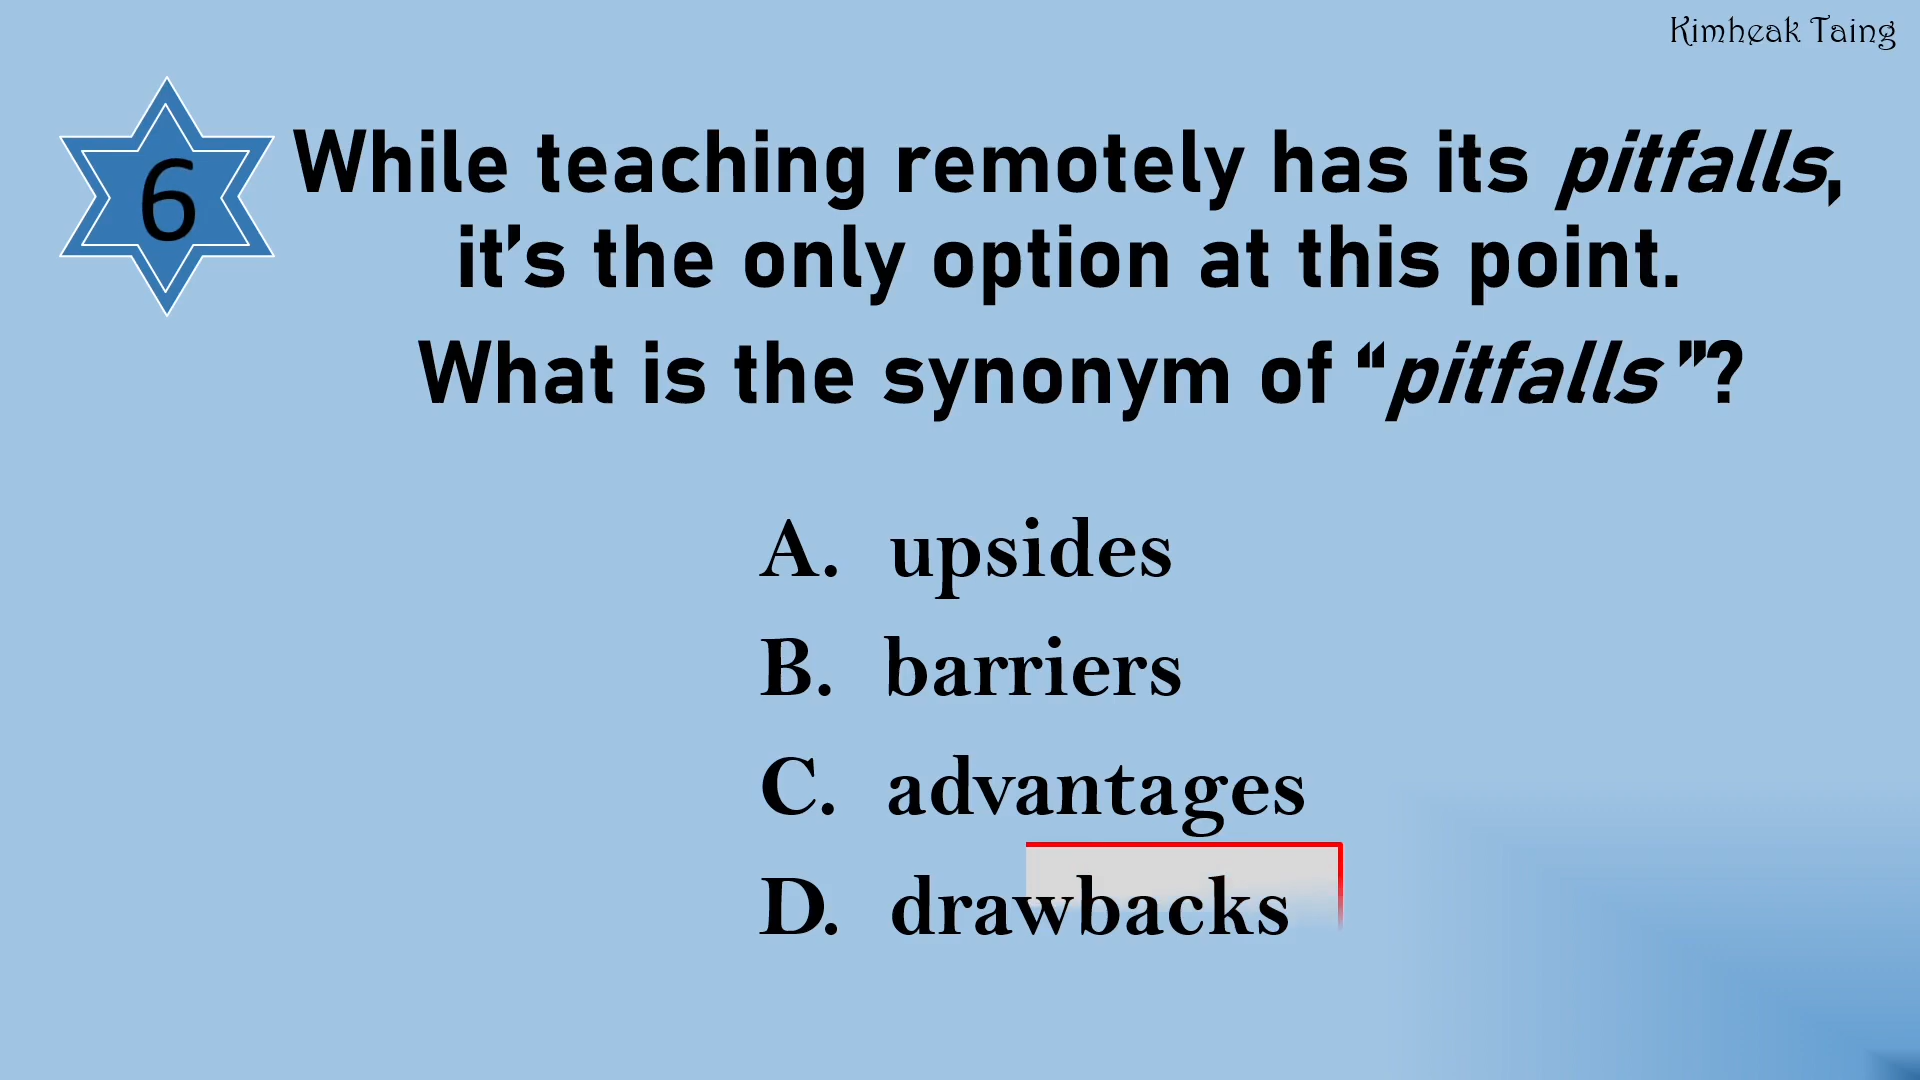 Kimheak Taing
6
While teaching remotely has its pitfalls,
it’s the only option at this point.
What is the synonym of “pitfalls ”?
A. upsides
B. barriers
C. advantages
D. drawbacks